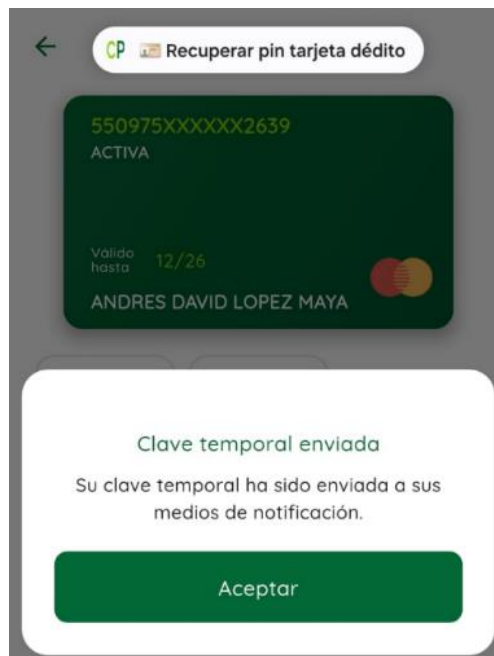 CP Recuperar pin tarjeta dédito
550975XXXXXX2639
ACTIVA
Válido
hasta 12/26
ANDRES DAVID LOPEZ MAYA
Clave temporal enviada
Su clave temporal ha sido enviada a sus
medios de notificación.
Aceptar